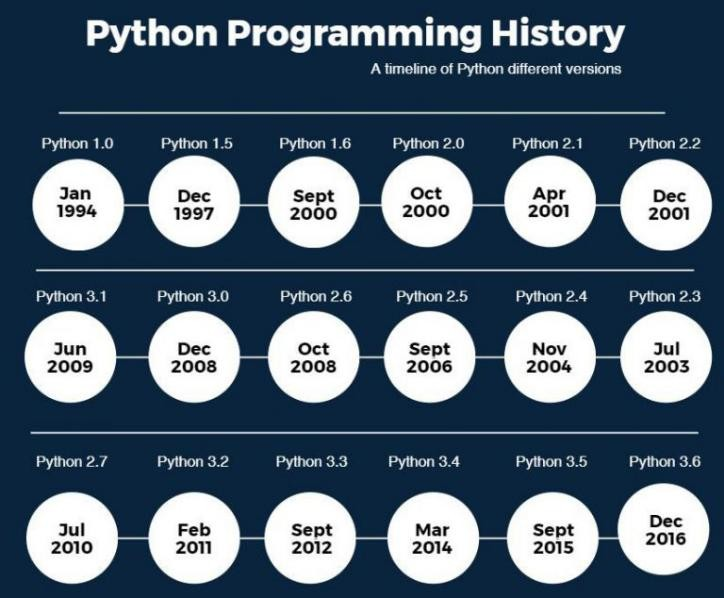 Python Programming History
A timeline of Python different versions
Python 1.0 Python 1.5 Python 1.6 Python 2.0 Python 2.1 Python 2.2
Jan Dec Sept Oct Apr Dec
1994 1997 2000 2000 2001 2001
Python 3.1 Python 3.0 Python 2.6 Python 2.5 Python 2.4 Python 2.3
Jun Dec Oct Sept Nov Jul
2009 2008 2008 2006 2004 2003
Python 2.7 Python 3.2 Python 3.3 Python 3.4 Python 3.5 Python 3.6
Jul Feb Sept Mar Sept Dec
2010 2011 2012 2014 2015 2016